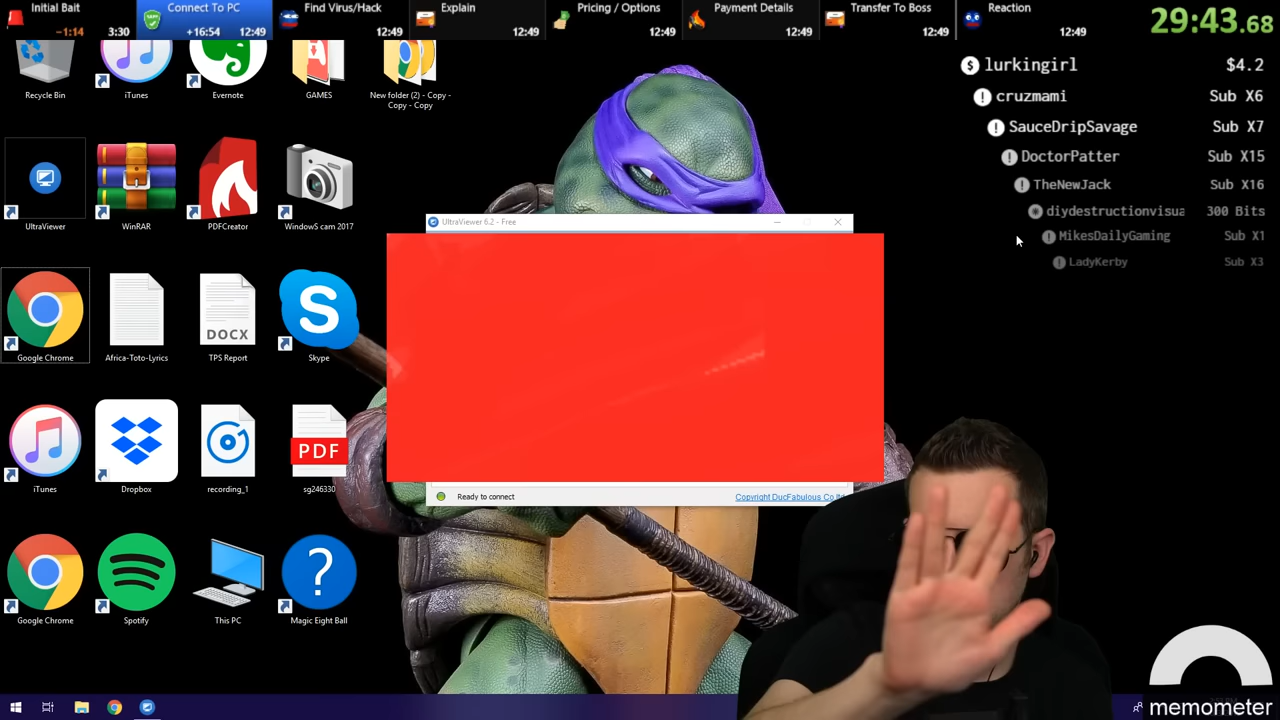 Initial Bait
-1:14 3:30
Connect To PC
+16:54 12:49
Find Virus/Hack
12:49
Explain
12:49
Pricing / Options
12:49
Payment Details
12:49
Transfer To Boss
12:49
Reaction
12:49
29:43.68
lurkingirl $4.2
cruzmami Sub X6
SauceDripSavage Sub X7
DoctorPatter Sub X15
TheNewJack Sub X16
diydestructionvisua 300 Bits
MikesDailyGaming Sub X1
LadyKerby Sub X3
Recycle Bin
iTunes
Evernote
GAMES
New folder (2) - Copy - Copy - Copy
UltraViewer
WinRAR
PDFCreator
WindowS cam 2017
UltraViewer 6.2 - Free
Google Chrome
Africa-Toto-Lyrics
DOCX
TPS Report
Skype
iTunes
Dropbox
recording_1
PDF
sg246330
Ready to connect
Copyright DucFabulous Co.ltd
Google Chrome
Spotify
This PC
Magic Eight Ball
memometer